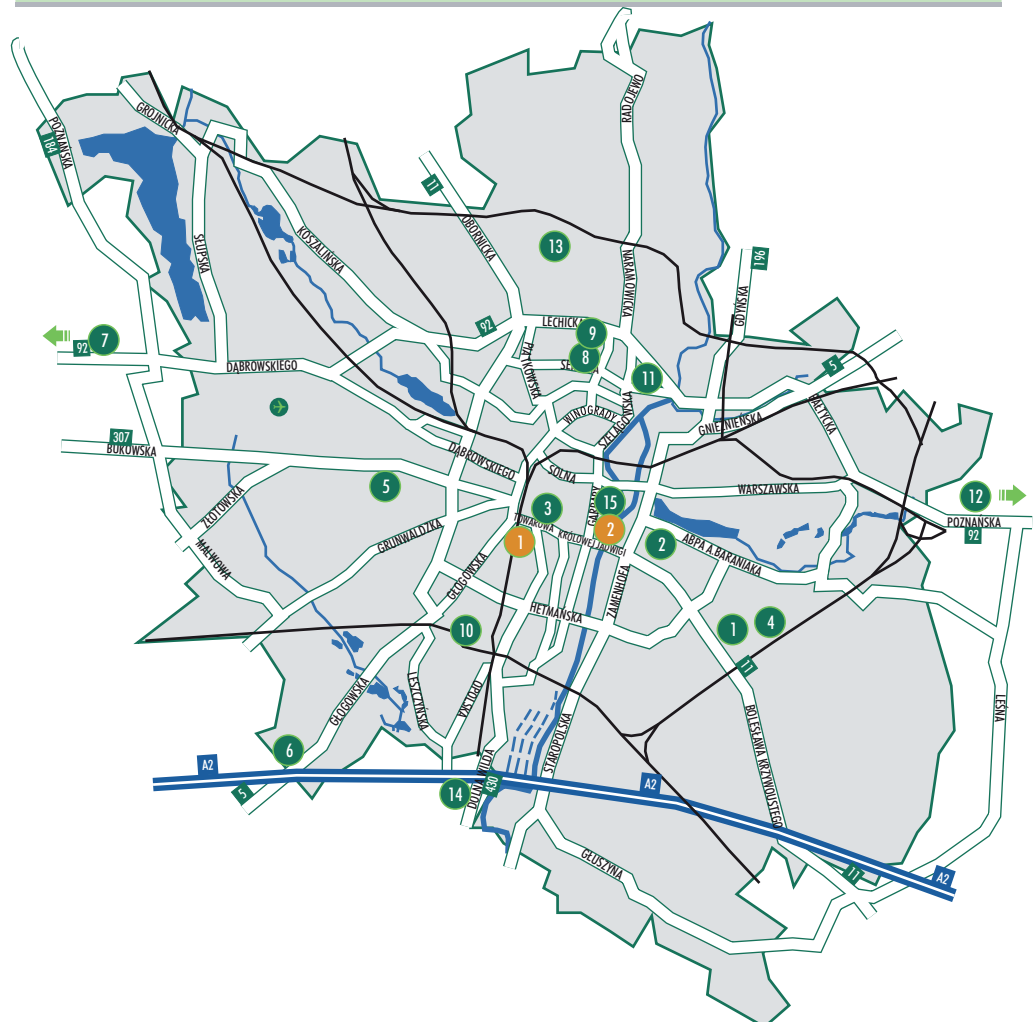 RADOJEWO
GROJNICKA
POZNAŃSKA
184
11
OBORNICKA
SŁUPSKA
KOSZALIŃSKA
13
NARAMOWICKA
196
GDYŃSKA
92
7
92
LECHICKA
9
8
DĄBROWSKIEGO
PIĄTKOWSKA
11
5
WINOGRADY
SZELĄGOWSKA
GNIEŹNIEŃSKA
BAŁTYCKA
307
BUKOWSKA
DĄBROWSKIEGO
SOLNA
5
WARSZAWSKA
12
POZNAŃSKA
92
ZŁOTOWSKA
GRUNWALDZKA
3
15
GARBARY
TOWAROWA
KRÓLOWEJ JADWIGI
1
2
2
ABPA A.BARANIAKA
MALWOWA
GŁOGOWSKA
ZAMENHOFA
HETMAŃSKA
10
1
4
11
GŁOGOWSKA
LESZCZYŃSKA
OPOLSKA
LEŚNA
STAROPOLSKA
BOLESŁAWA KRZYWOUSTEGO
6
A2
5
14
DOLNA WILDA
430
A2
GŁUSZYNA
11
A2